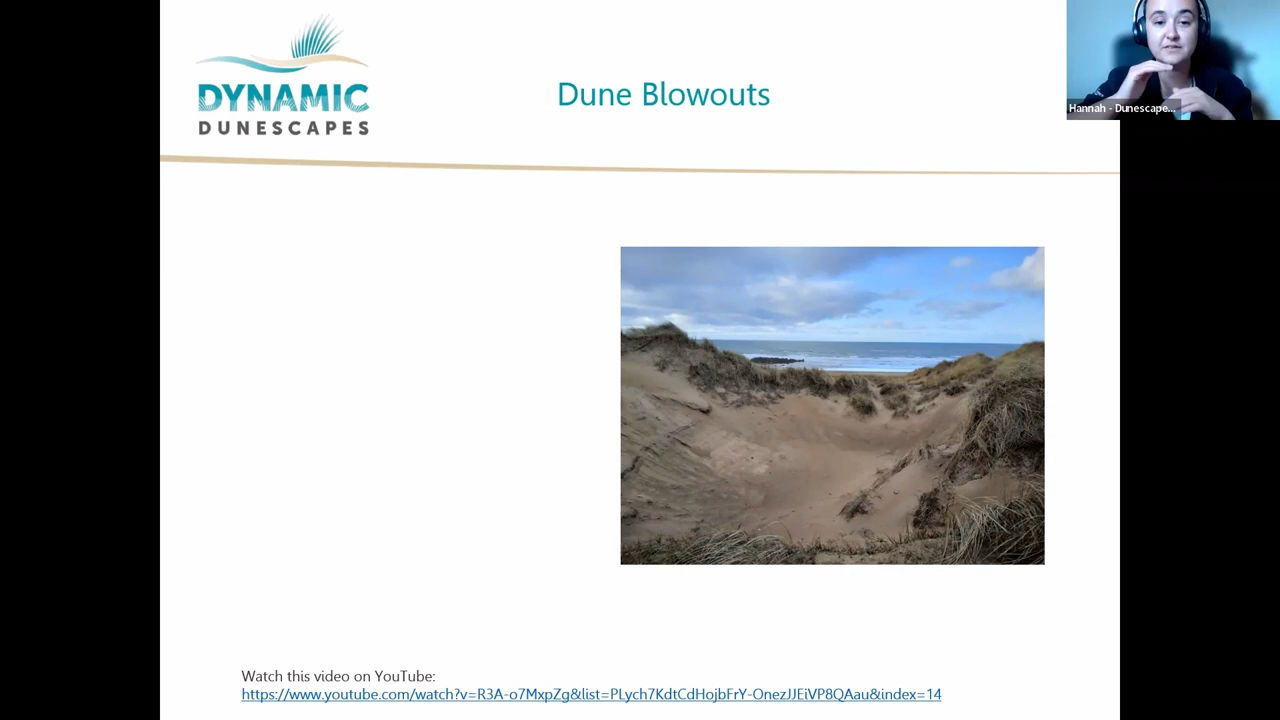 DYNAMIC
DUNESCAPES
Dune Blowouts
Hannah - Dunescape...
Watch this video on YouTube:
https://www.youtube.com/watch?v=R3A-o7MxpZg&list=PLych7KdtCdHojbFrY-OnezJJEiVP8QAau&index=14